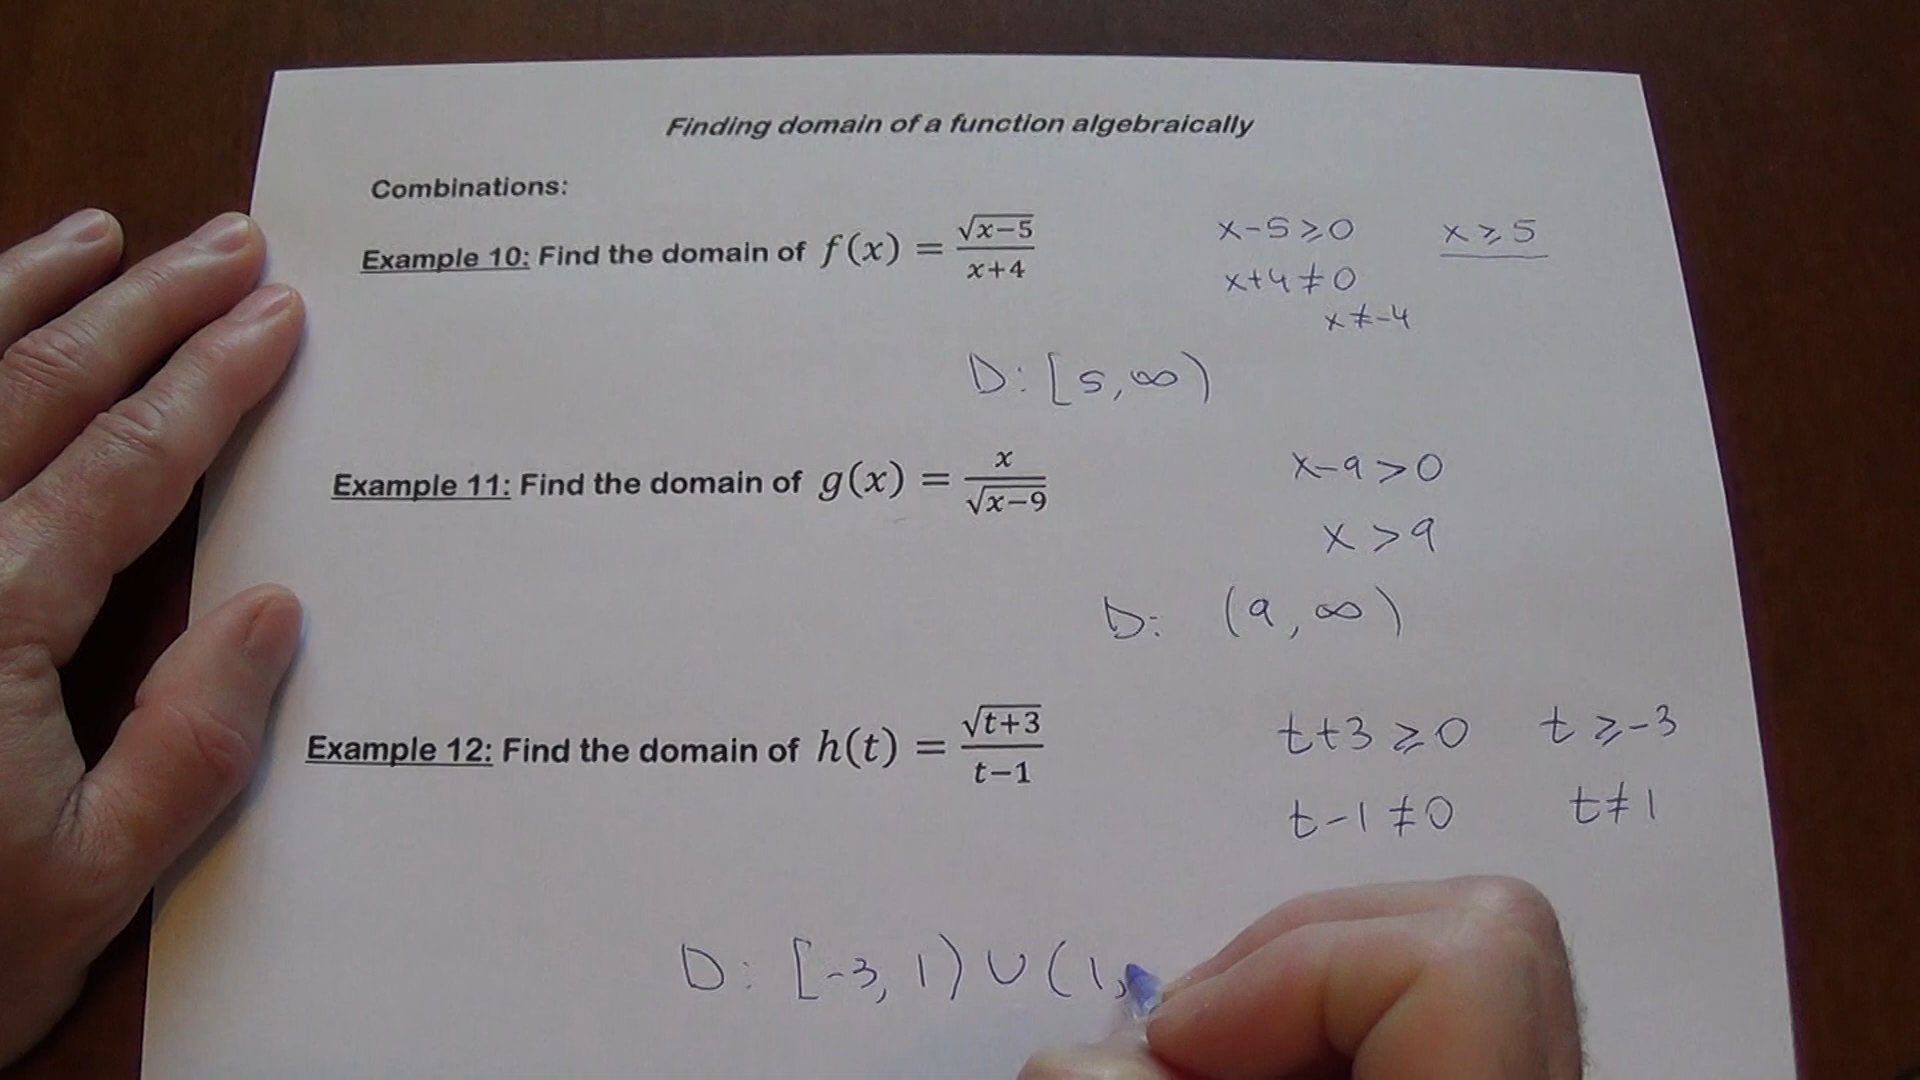 Finding domain of a function algebraically
Combinations:
Example 10: Find the domain of f(x) = √(x−5)/(x+4)
x-5≥0 x≥5
x+4≠0
x≠-4
D: [5,∞)
Example 11: Find the domain of g(x) = x/√(x−9)
x-9>0
x>9
D: (9,∞)
Example 12: Find the domain of h(t) = √(t+3)/(t−1)
t+3≥0 t≥-3
t-1≠0 t≠1
D: [-3, 1) ∪ (1,